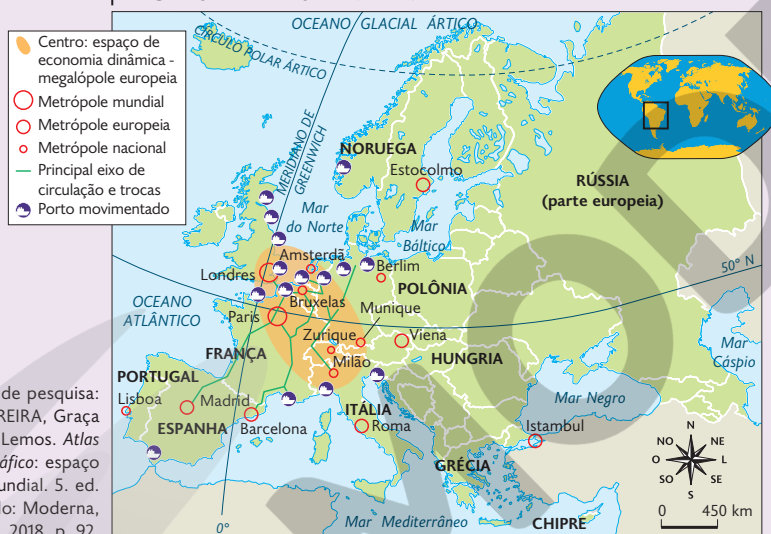 Centro: espaço de
economia dinâmica -
megalópole europeia
Metrópole mundial
Metrópole europeia
Metrópole nacional
Principal eixo de
circulação e trocas
Porto movimentado
OCEANO GLACIAL ÁRTICO
CÍRCULO POLAR ÁRTICO
MERIDIANO DE
GREENWICH
NORUEGA
Estocolmo
RÚSSIA
(parte europeia)
Mar
do Norte
Mar
Báltico
Amsterdã
Londres
Berlim
50° N
POLÔNIA
OCEANO
ATLÂNTICO
Bruxelas
Paris
Munique
Zurique
Viena
Mar
Cáspio
FRANÇA
Milão
HUNGRIA
PORTUGAL
Lisboa
Madrid
ESPANHA
Barcelona
ITÁLIA
Roma
Mar Negro
Istambul
GRÉCIA
CHIPRE
Mar Mediterrâneo
0°
N
NO
NE
O
L
SO
SE
S
0 450 km
de pesquisa:
REIRA, Graça
Lemos. Atlas
áfico: espaço
undial. 5. ed.
lo: Moderna,
2018. p. 92.